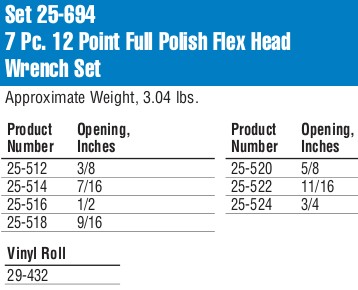 Set 25-694
7 Pc. 12 Point Full Polish Flex Head
Wrench Set
Approximate Weight, 3.04 lbs.
Product Number	Opening, Inches
25-512	3/8
25-514	7/16
25-516	1/2
25-518	9/16
Product Number	Opening, Inches
25-520	5/8
25-522	11/16
25-524	3/4
Vinyl Roll
29-432